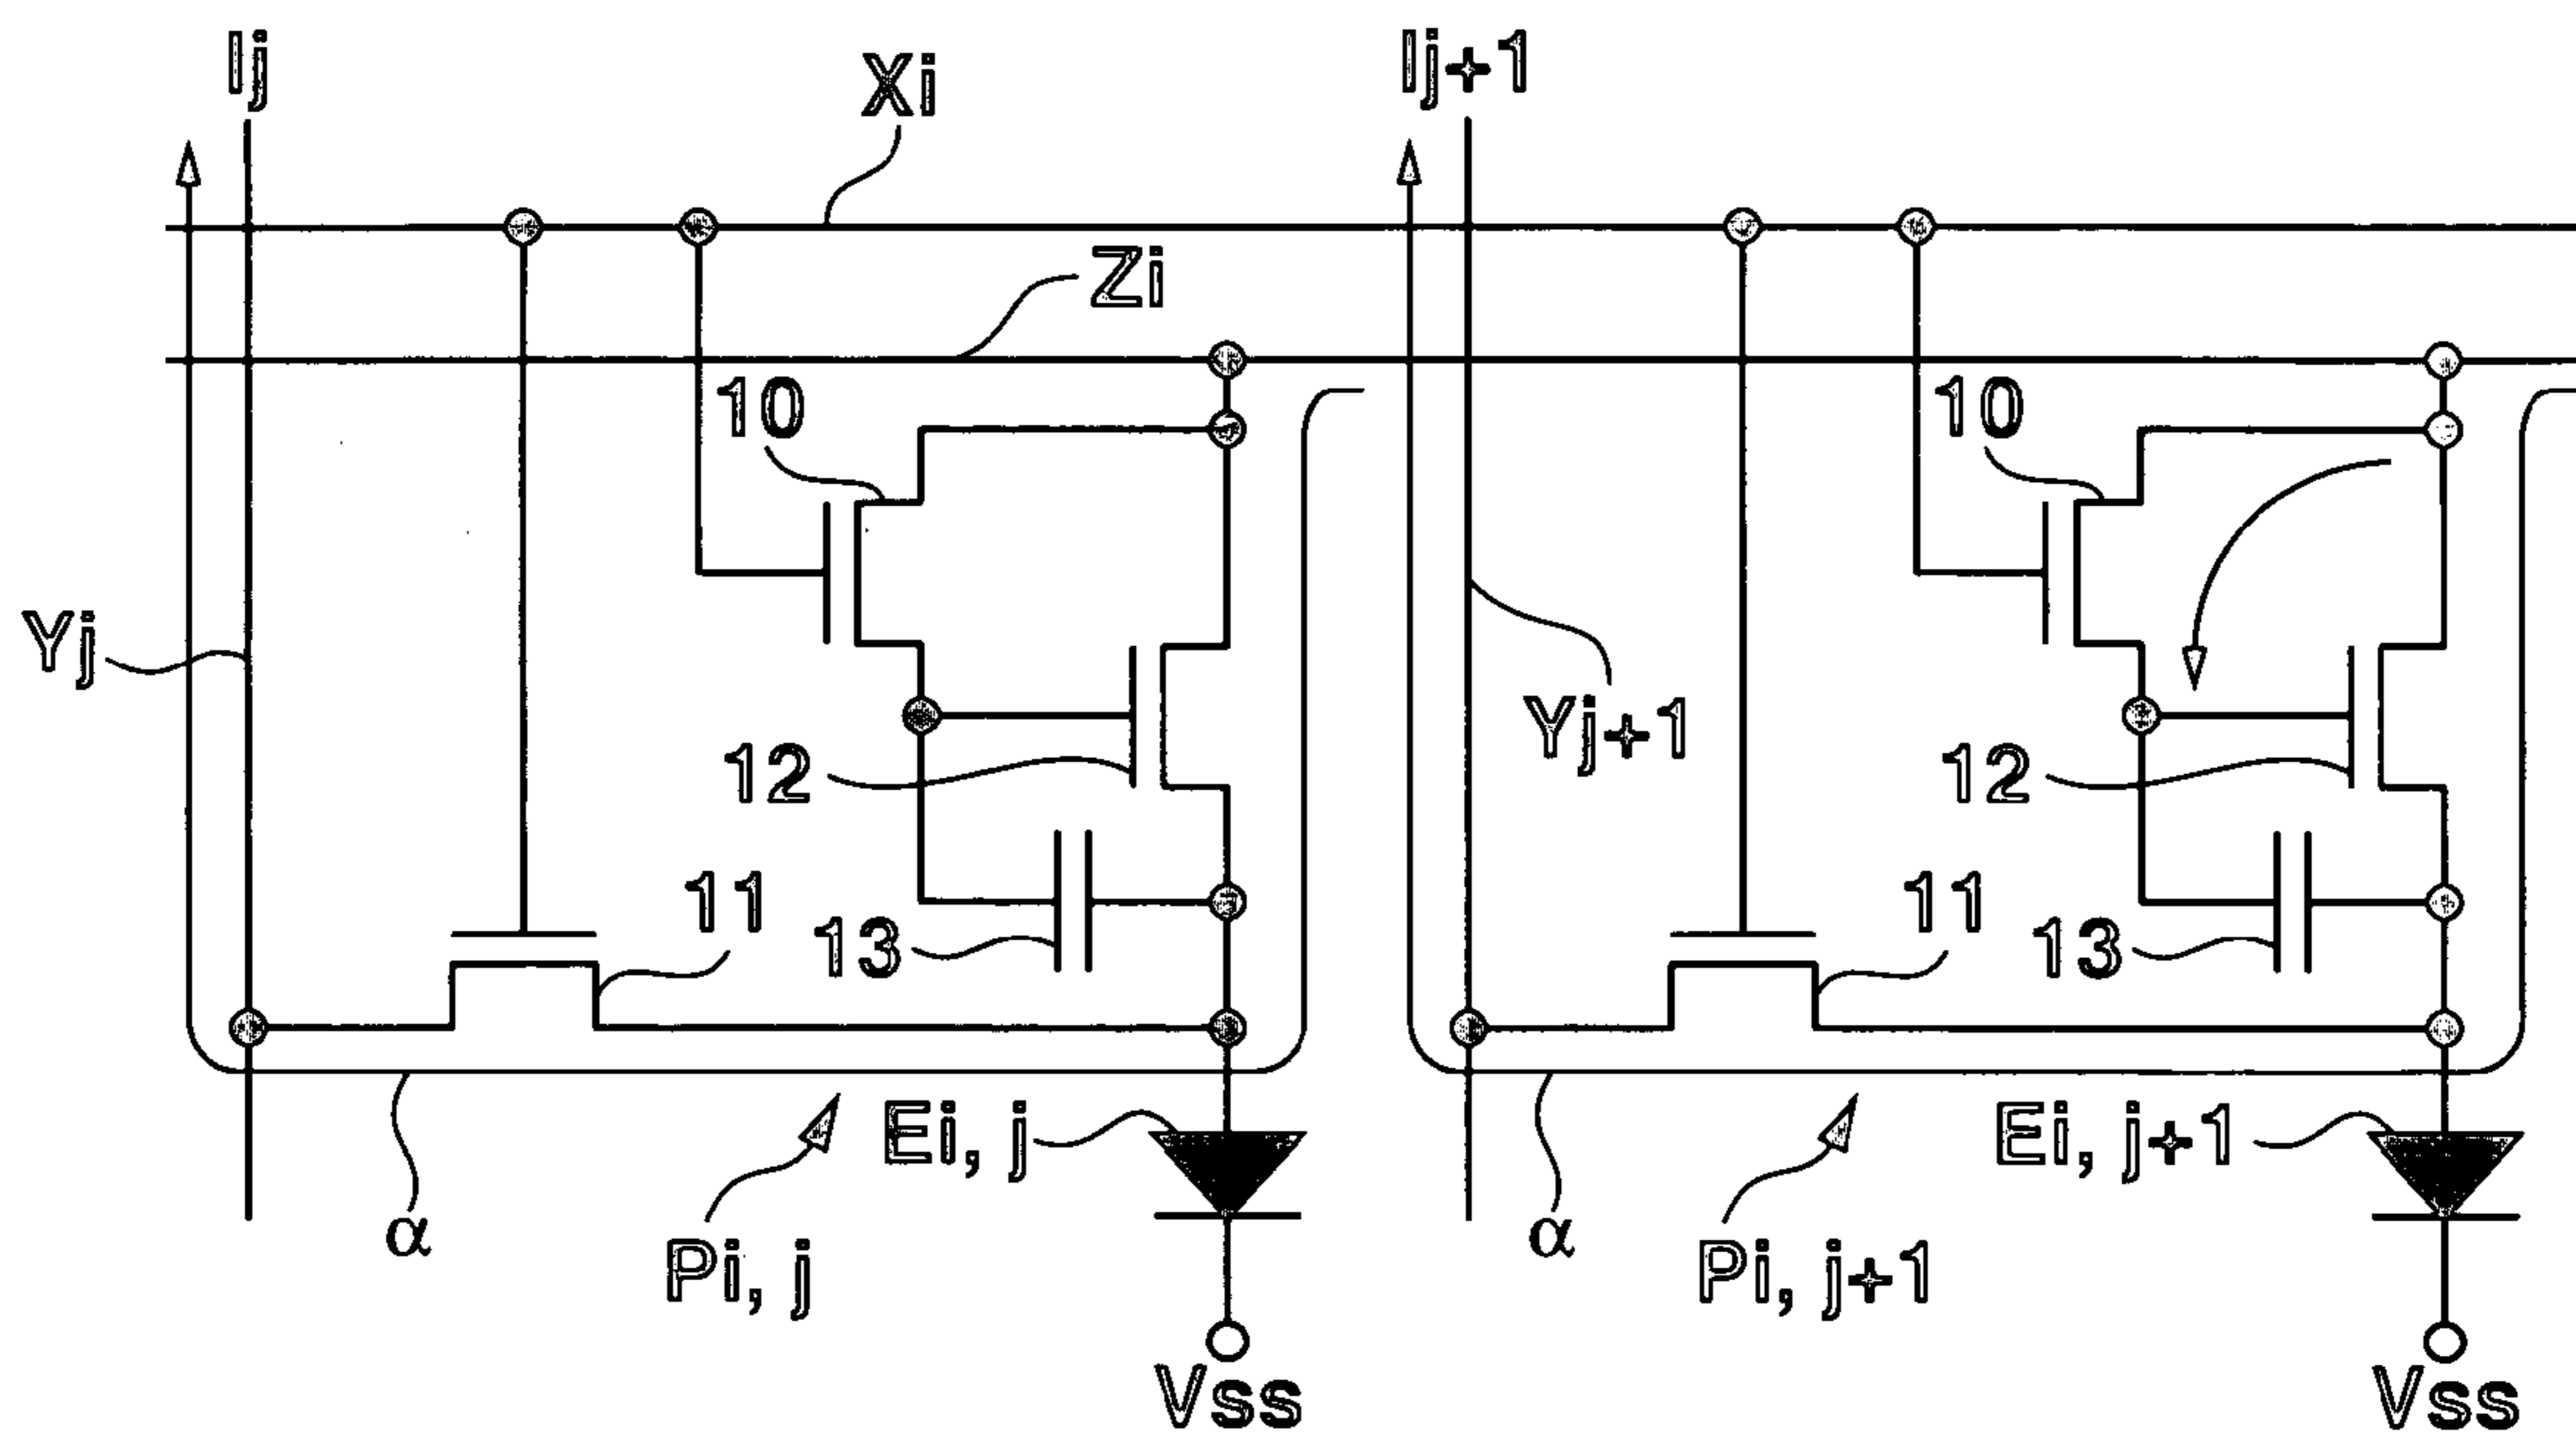 Ij
Xi
Ij+1
Zi
10
10
Yj
Yj+1
12
12
11
11
13
13
Ei, j
Ei, j+1
α
α
Pi, j
Pi, j+1
Vss
Vss